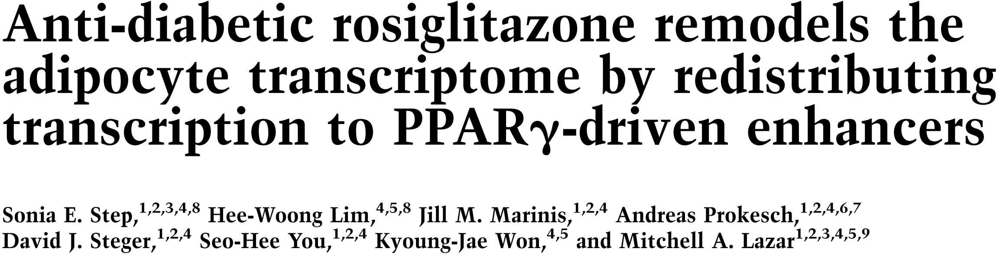 Anti-diabetic rosiglitazone remodels the
adipocyte transcriptome by redistributing
transcription to PPARγ-driven enhancers
Sonia E. Step,1,2,3,4,8 Hee-Woong Lim,4,5,8 Jill M. Marinis,1,2,4 Andreas Prokesch,1,2,4,6,7
David J. Steger,1,2,4 Seo-Hee You,1,2,4 Kyoung-Jae Won,4,5 and Mitchell A. Lazar1,2,3,4,5,9